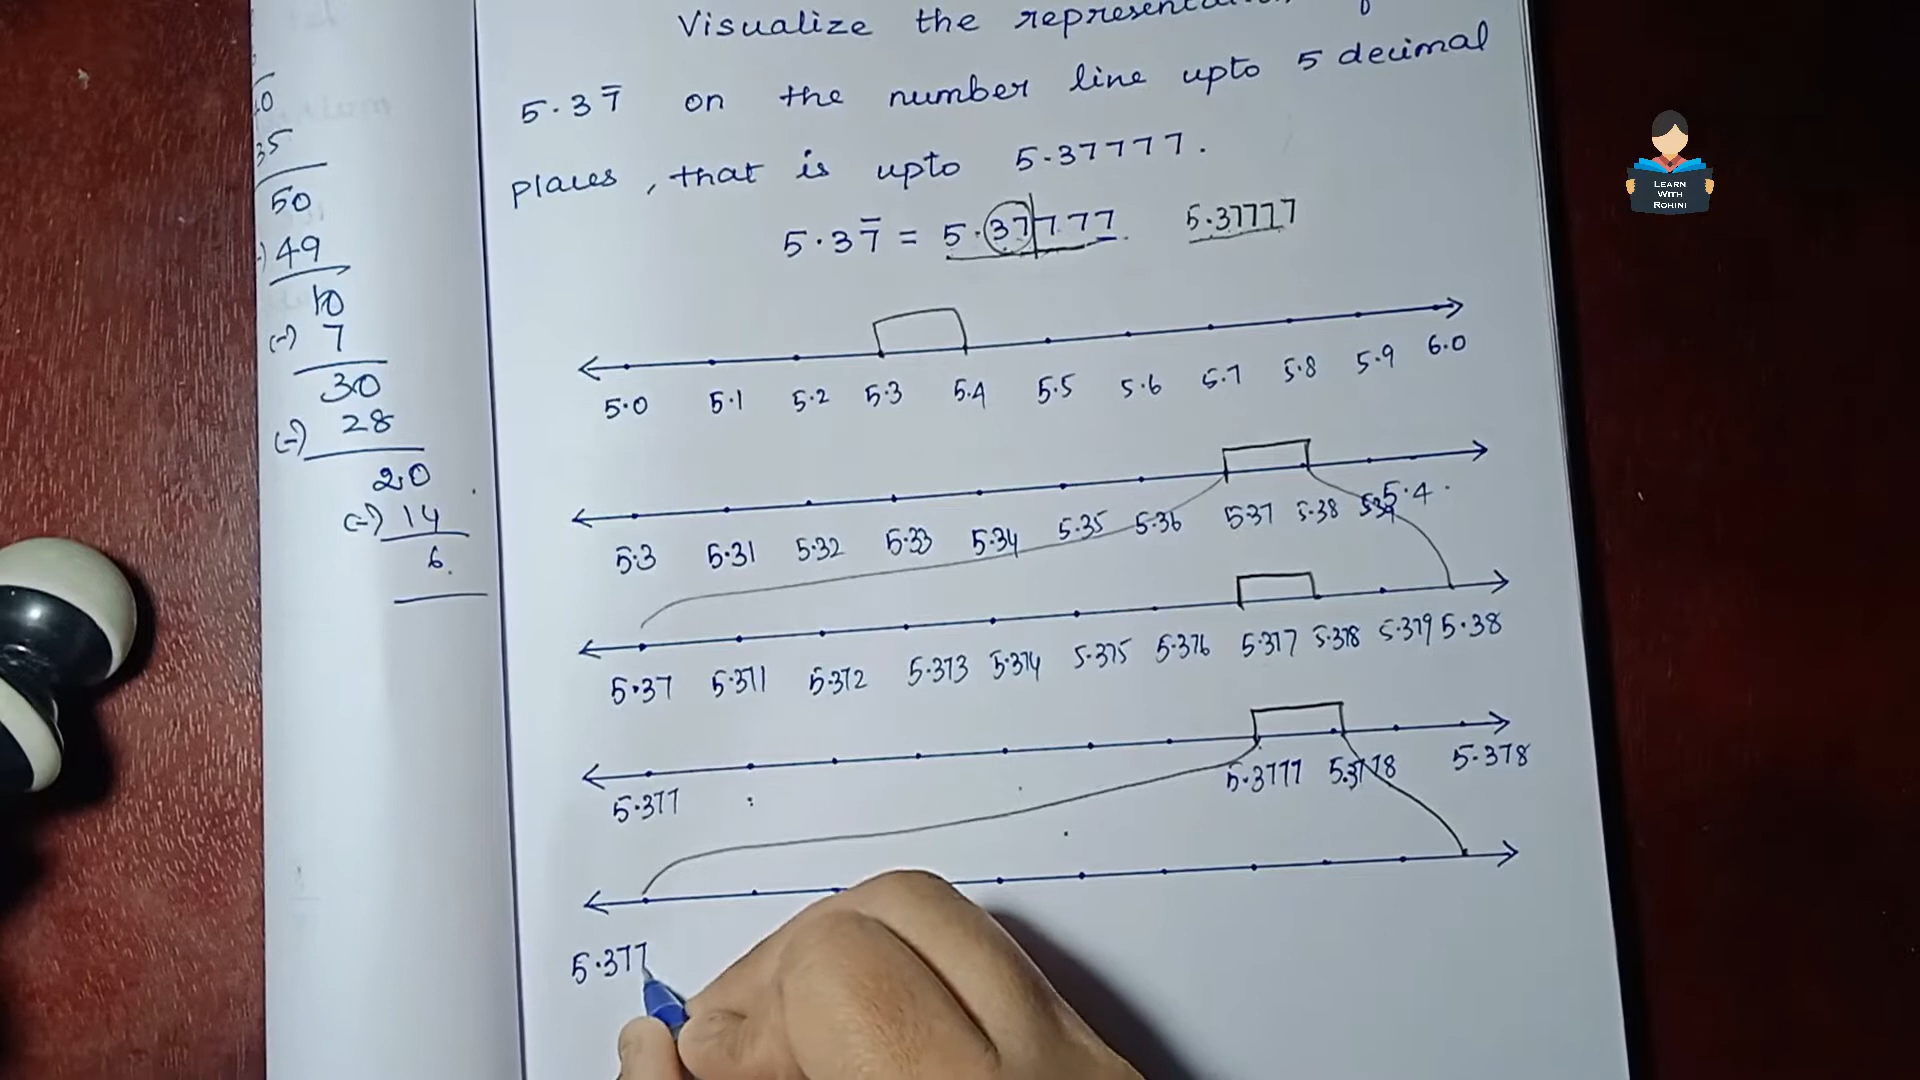 Visualize the
5.37̅ on the number line upto 5 decimal
places, that is upto 5.37777.
5.37̅ = 5.37777 5.37777
5.0 5.1 5.2 5.3 5.4 5.5 5.6 5.7 5.8 5.9 6.0
5.3 5.31 5.32 5.33 5.34 5.35 5.36 5.37 5.38 5.39 5.4
5.37 5.371 5.372 5.373 5.374 5.375 5.376 5.377 5.378 5.379 5.38
5.377 5.3777 5.3778 5.378
5.377
35
50
(-) 49
10
(-) 7
30
(-) 28
20
(-) 14
6.
LEARN
WITH
ROHINI